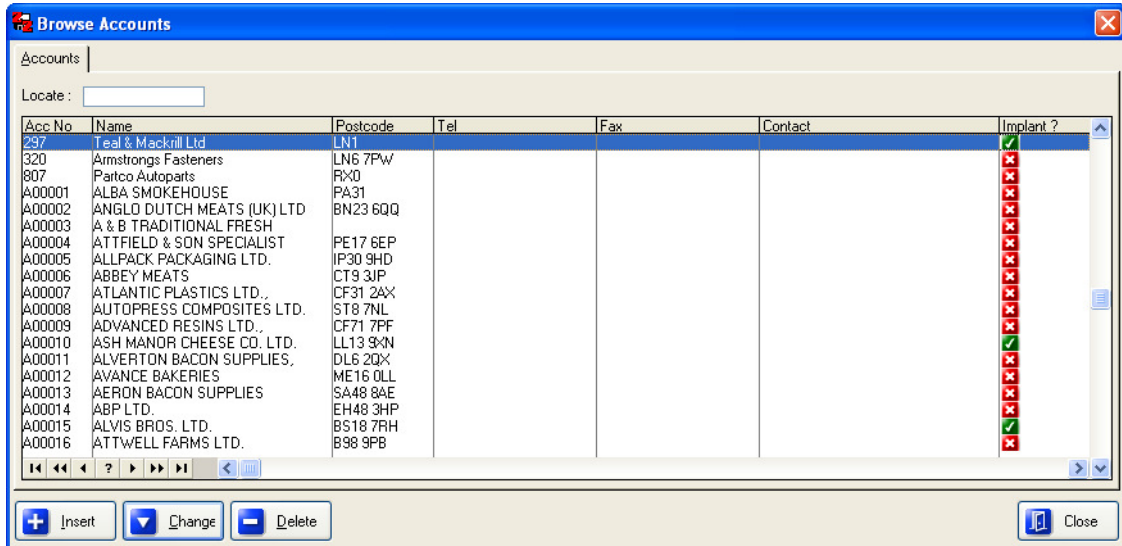 Browse Accounts
Accounts
Locate :
Acc No Name Postcode Tel Fax Contact Implant ?
297 Teal & Mackrill Ltd LN1
320 Armstrongs Fasteners LN6 7PW
807 Partco Autoparts RX0
A00001 ALBA SMOKEHOUSE PA31
A00002 ANGLO DUTCH MEATS (UK) LTD BN23 6QQ
A00003 A & B TRADITIONAL FRESH
A00004 ATTFIELD & SON SPECIALIST PE17 6EP
A00005 ALLPACK PACKAGING LTD. IP30 9HD
A00006 ABBEY MEATS CT9 3JP
A00007 ATLANTIC PLASTICS LTD., CF31 2AX
A00008 AUTOPRESS COMPOSITES LTD. ST8 7NL
A00009 ADVANCED RESINS LTD., CF71 7PF
A00010 ASH MANOR CHEESE CO. LTD. LL13 9XN
A00011 ALVERTON BACON SUPPLIES, DL6 2QX
A00012 AVANCE BAKERIES ME16 0LL
A00013 AERON BACON SUPPLIES SA48 8AE
A00014 ABP LTD. EH48 3HP
A00015 ALVIS BROS. LTD. BS18 7RH
A00016 ATTWELL FARMS LTD. B98 9PB
?
Insert Change Delete Close